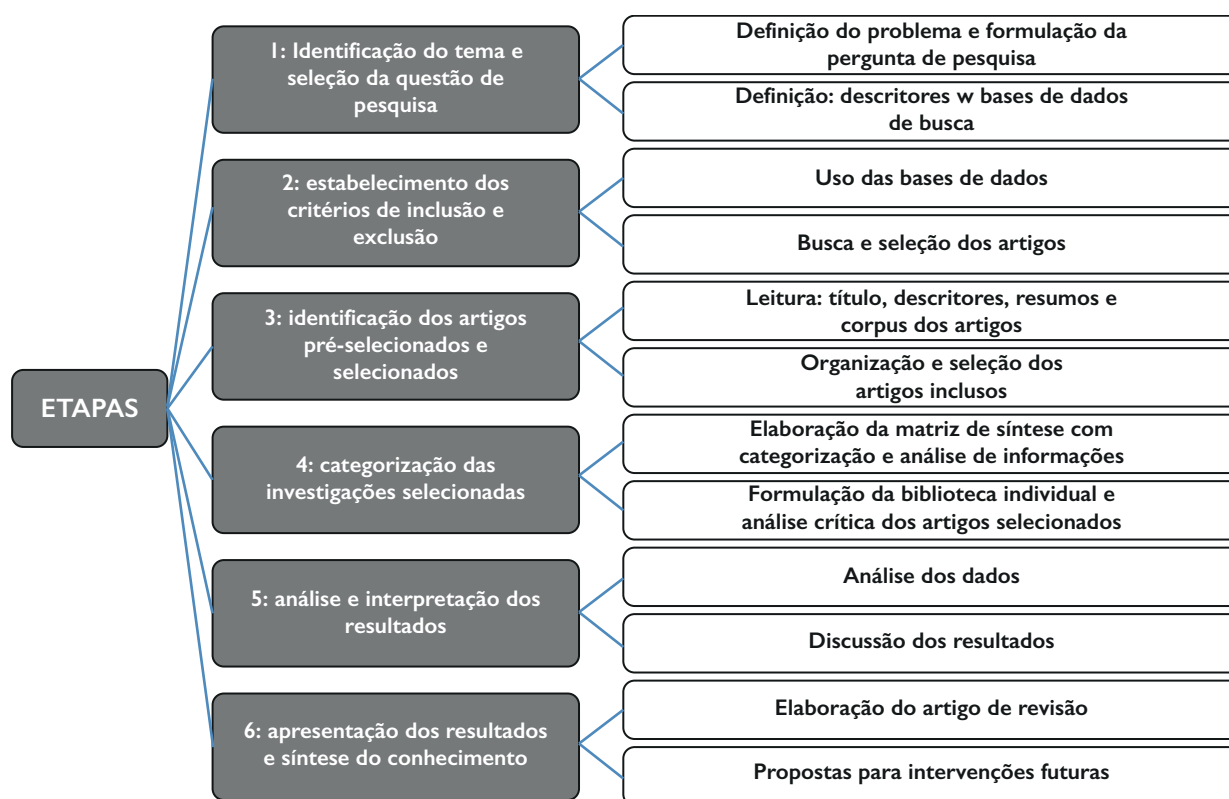 ETAPAS
1: Identificação do tema e
seleção da questão de
pesquisa
Definição do problema e formulação da
pergunta de pesquisa
Definição: descritores w bases de dados
de busca
2: estabelecimento dos
critérios de inclusão e
exclusão
Uso das bases de dados
Busca e seleção dos artigos
3: identificação dos artigos
pré-selecionados e
selecionados
Leitura: título, descritores, resumos e
corpus dos artigos
Organização e seleção dos
artigos inclusos
4: categorização das
investigações selecionadas
Elaboração da matriz de síntese com
categorização e análise de informações
Formulação da biblioteca individual e
análise crítica dos artigos selecionados
5: análise e interpretação dos
resultados
Análise dos dados
Discussão dos resultados
6: apresentação dos resultados
e síntese do conhecimento
Elaboração do artigo de revisão
Propostas para intervenções futuras